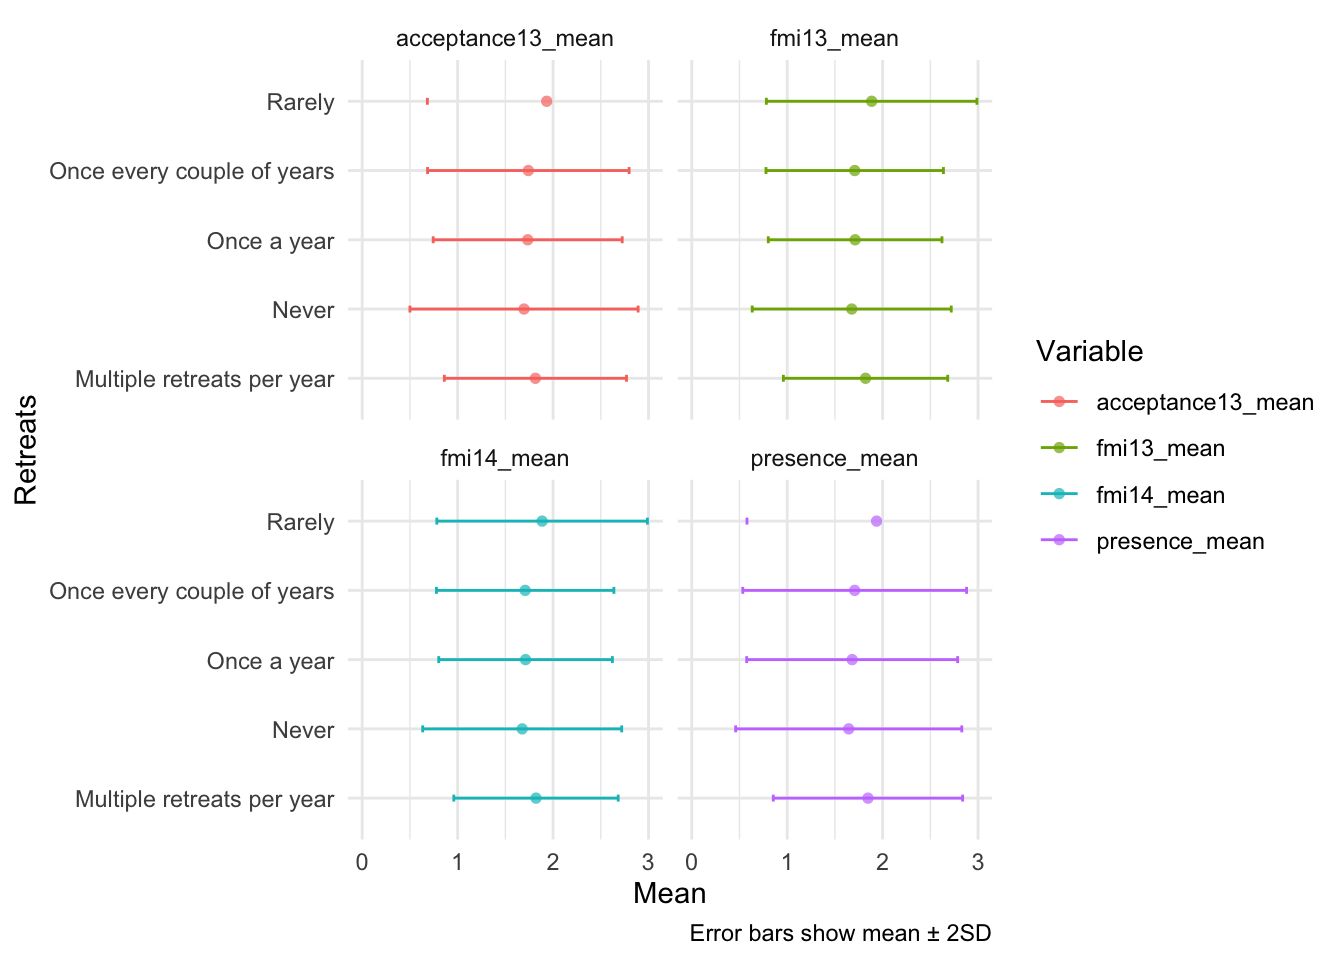 acceptance13_mean
fmi13_mean
Rarely
Once every couple of years
Once a year
Never
Multiple retreats per year
fmi14_mean
presence_mean
Rarely
Once every couple of years
Once a year
Never
Multiple retreats per year
0 1 2 3
0 1 2 3
Mean
Retreats
Variable
acceptance13_mean
fmi13_mean
fmi14_mean
presence_mean
Error bars show mean ± 2SD